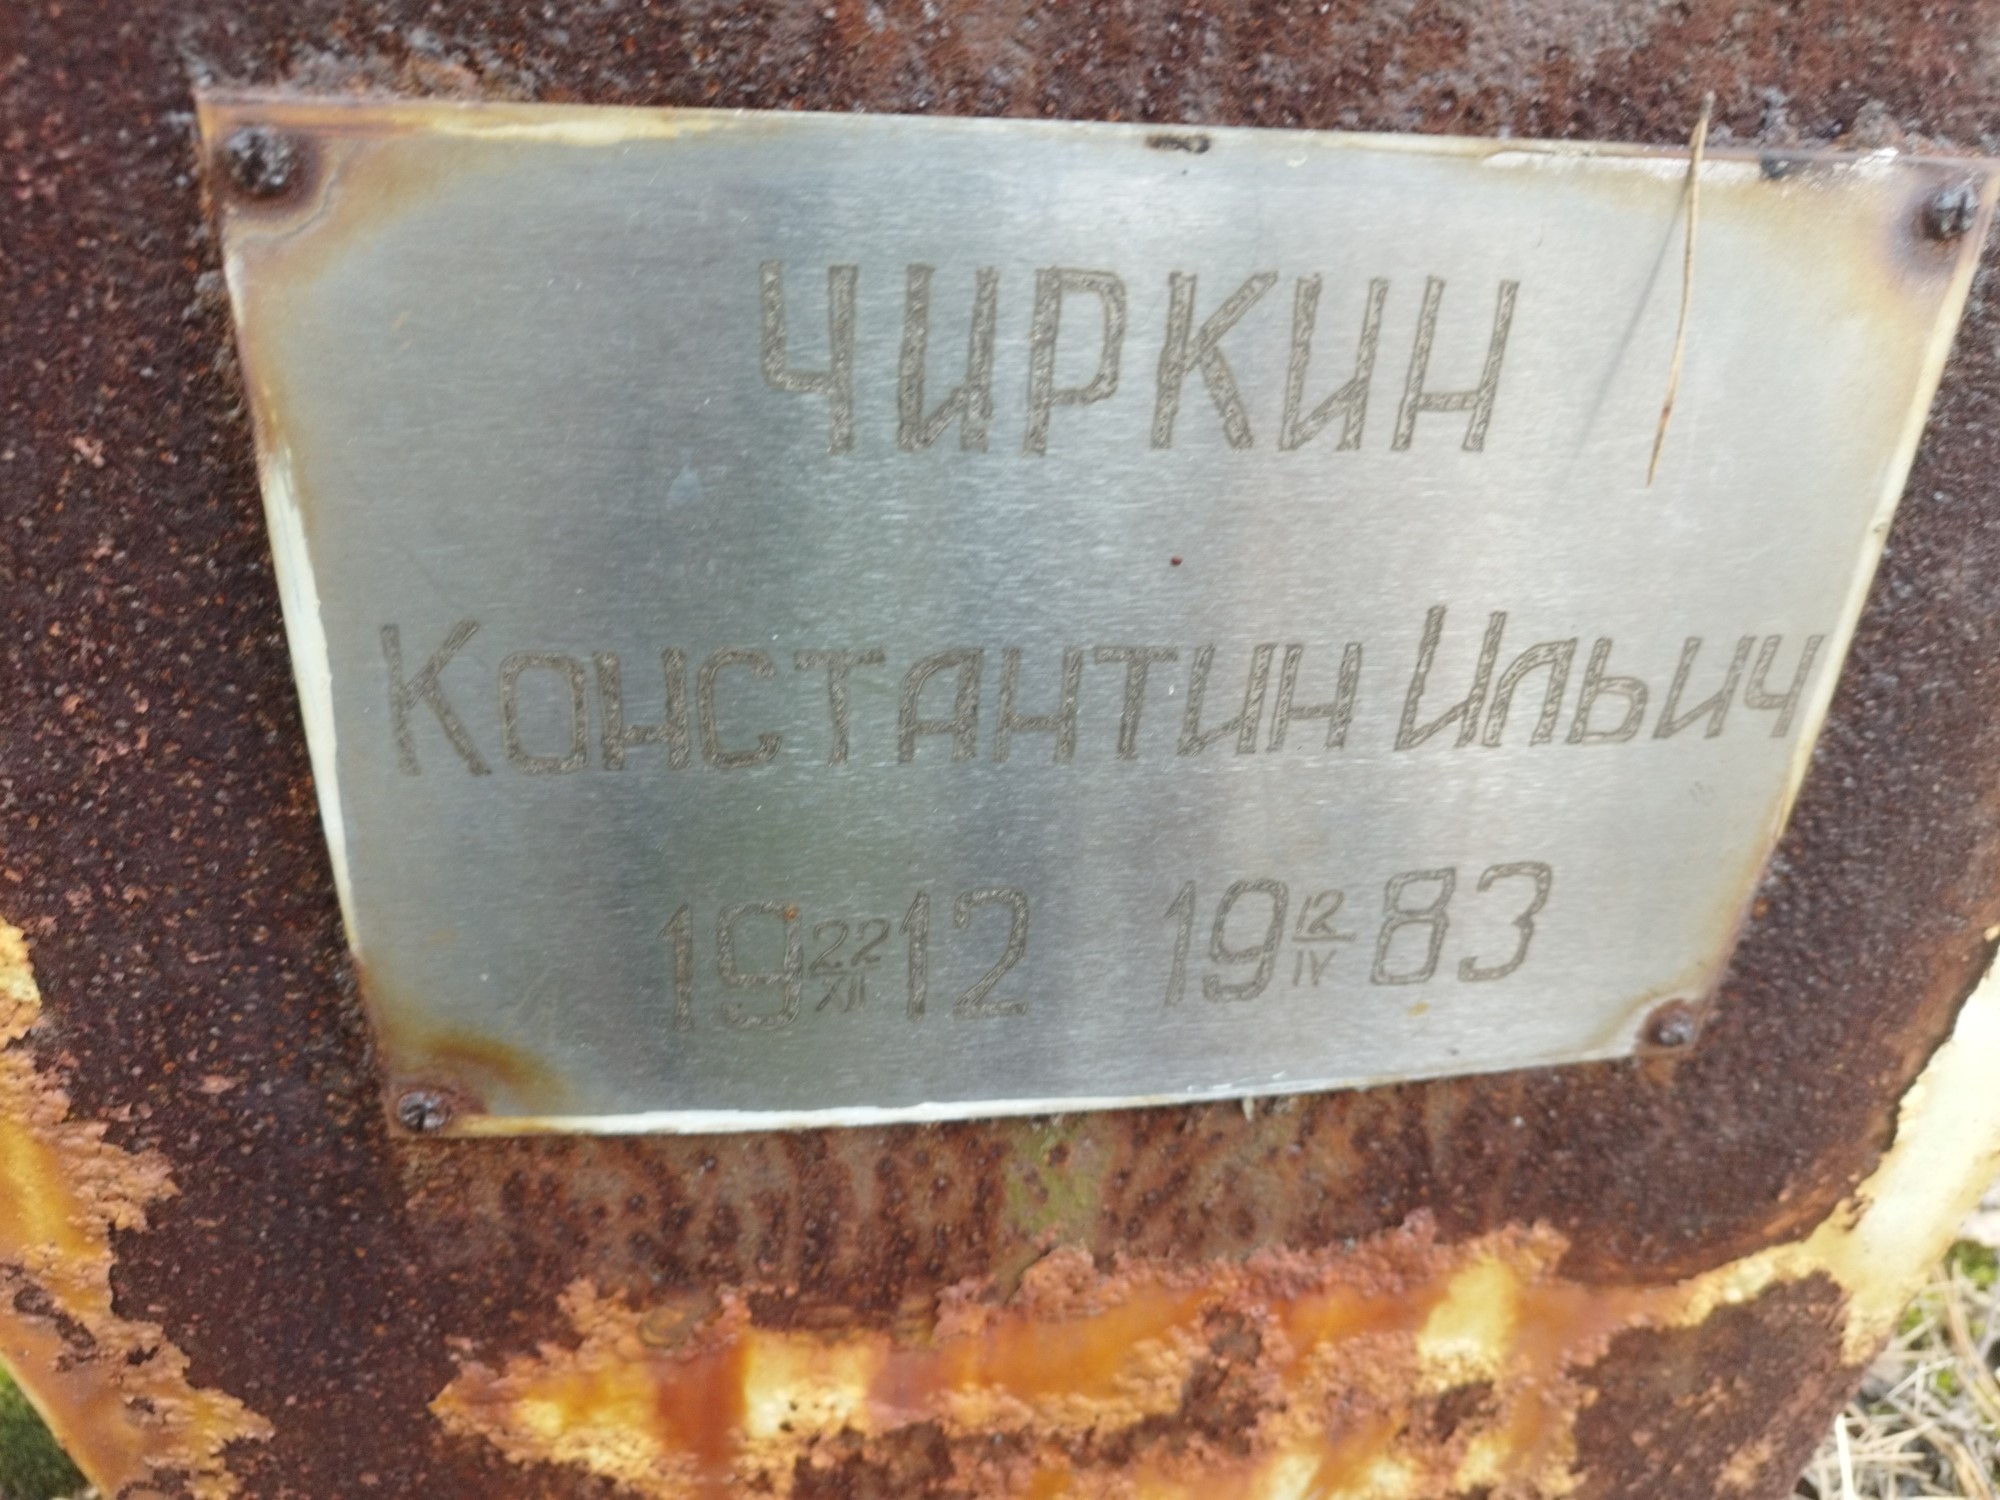 ЧИРКИН
Константин Ильич
19 22/XII 12 19 12/IV 83